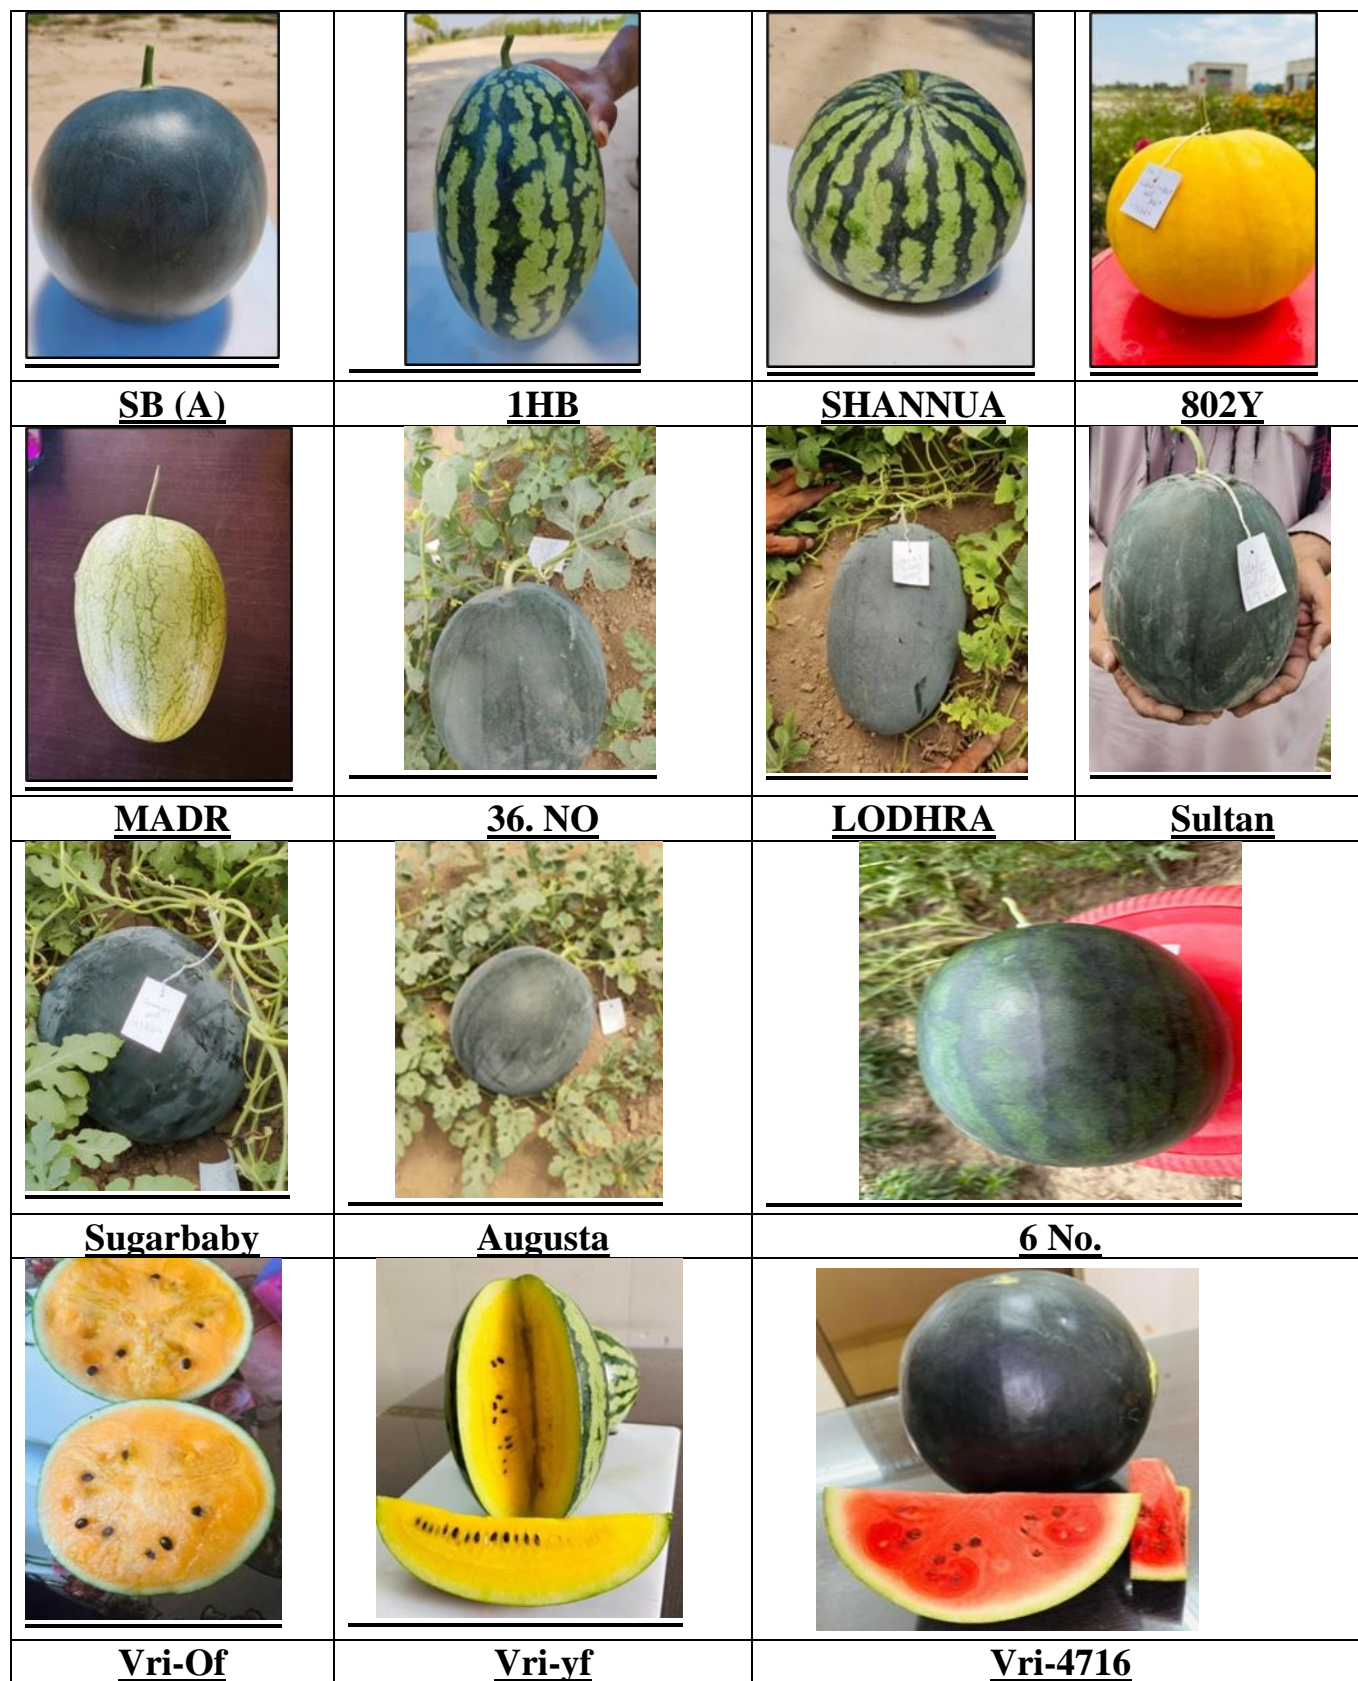 SB (A)
1HB
SHANNUA
802Y
MADR
36. NO
LODHRA
Sultan
Sugarbaby
Augusta
6 No.
Vri-Of
Vri-yf
Vri-4716